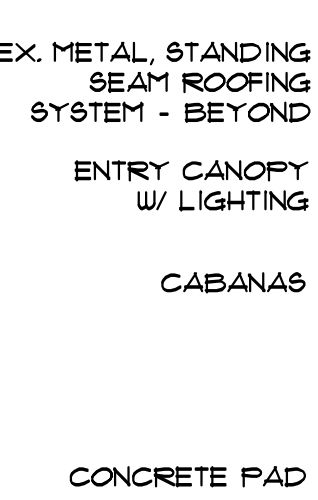 EX. METAL, STANDING
SEAM ROOFING
SYSTEM - BEYOND
ENTRY CANOPY
W/ LIGHTING
CABANAS
CONCRETE PAD